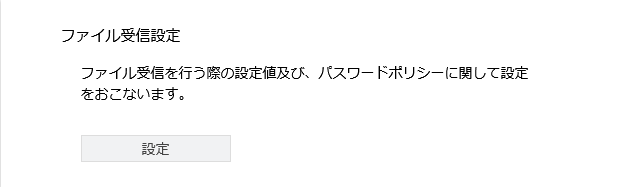 ファイル受信設定
ファイル受信を行う際の設定値及び、パスワードポリシーに関して設定
をおこないます。
設定